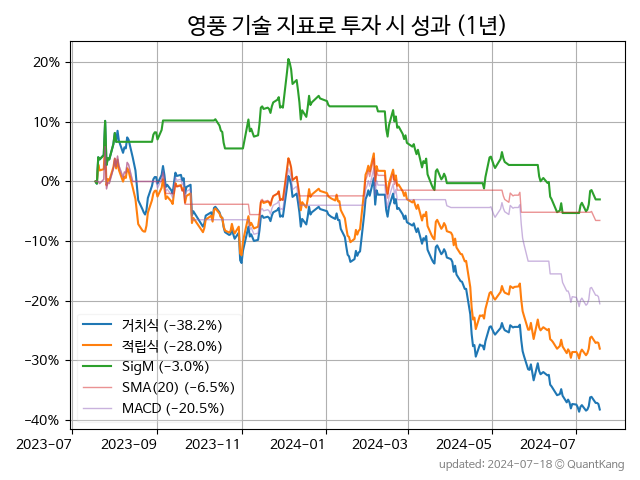 영풍 기술 지표로 투자 시 성과 (1년)
20%
10%
0%
−10%
−20%
−30%
−40%
거치식 (−38.2%)
적립식 (−28.0%)
SigM (−3.0%)
SMA(20) (−6.5%)
MACD (−20.5%)
2023-07 2023-09 2023-11 2024-01 2024-03 2024-05 2024-07
updated: 2024-07-18 ⓒ QuantKang